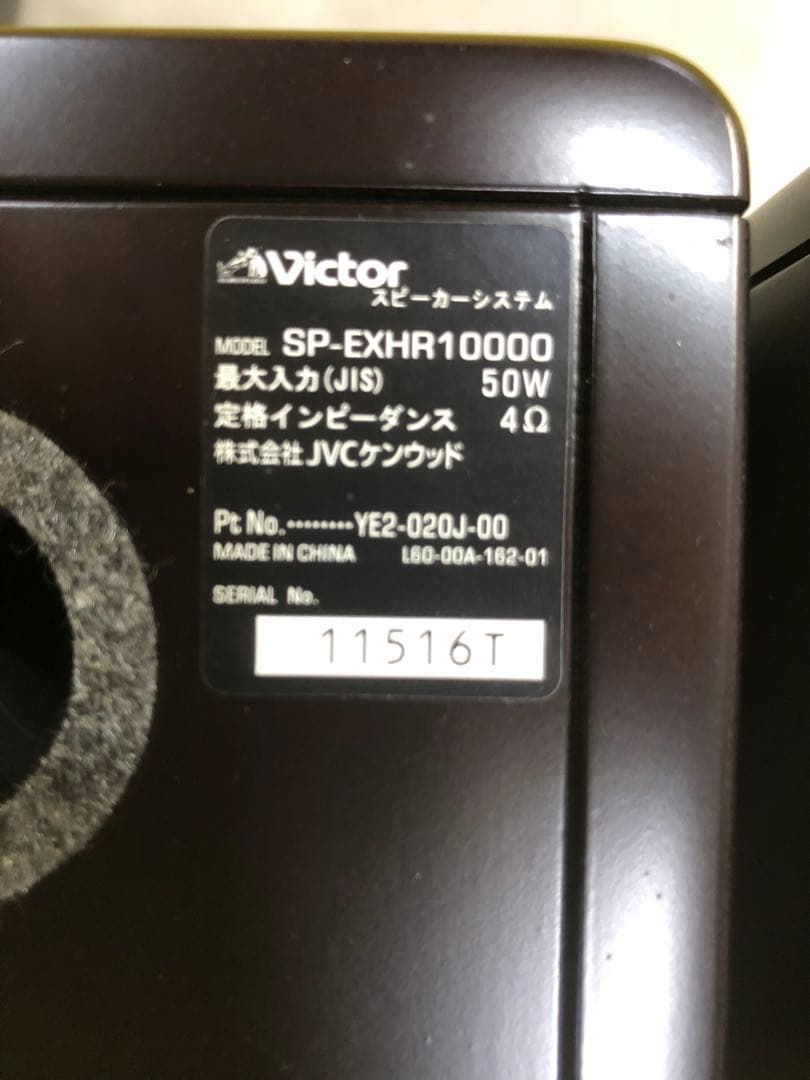 Victor
スピーカーシステム
MODEL SP-EXHR10000
最大入力(JIS) 50W
定格インピーダンス 4Ω
株式会社JVCケンウッド
Pt No.········YE2-020J-00
MADE IN CHINA L60-00A-162-01
SERIAL No.
11516T